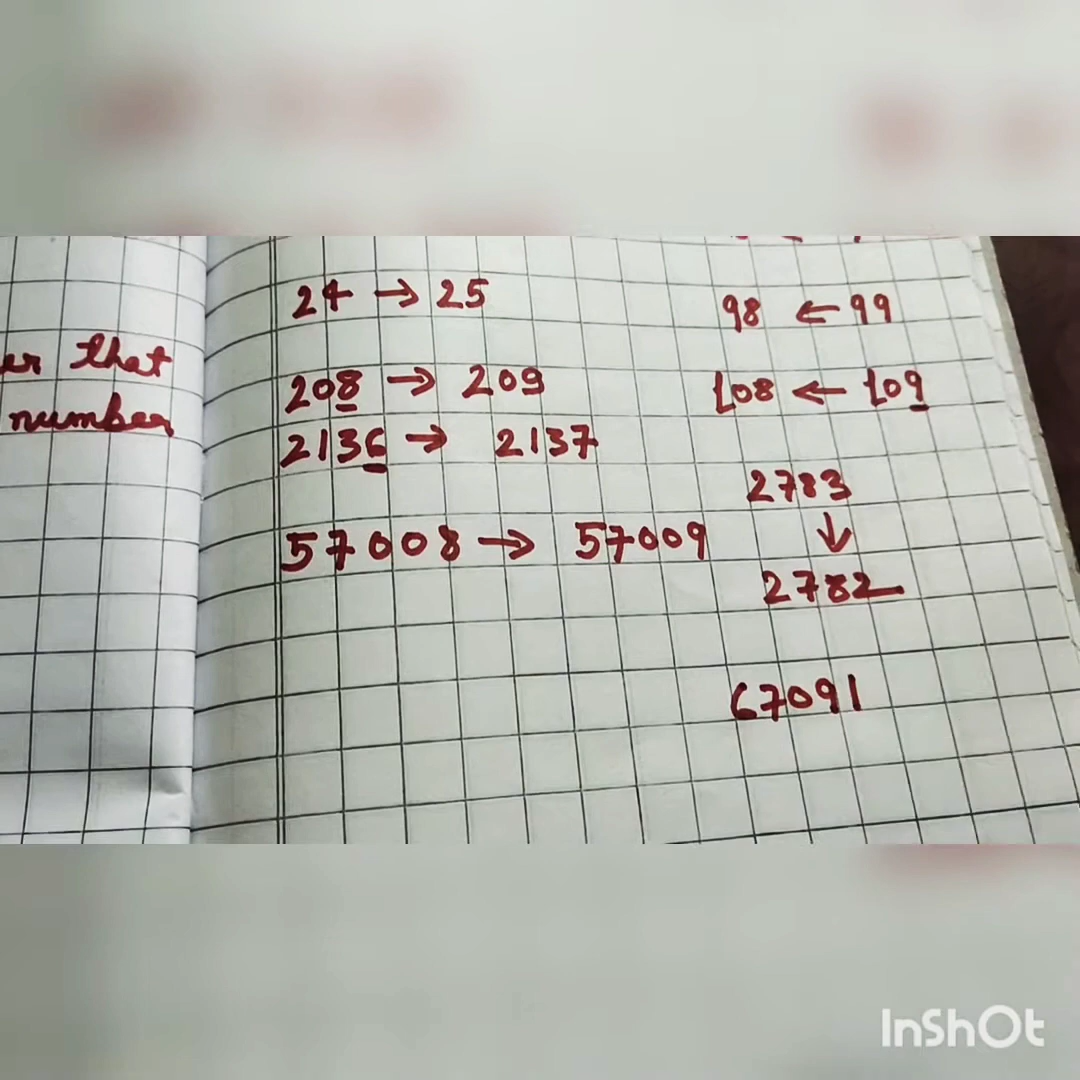 er that
number
24 → 25
208 → 209
2136 → 2137
57008 → 57009
98 ← 99
108 ← 109
2783
↓
2782
67091
InShOt